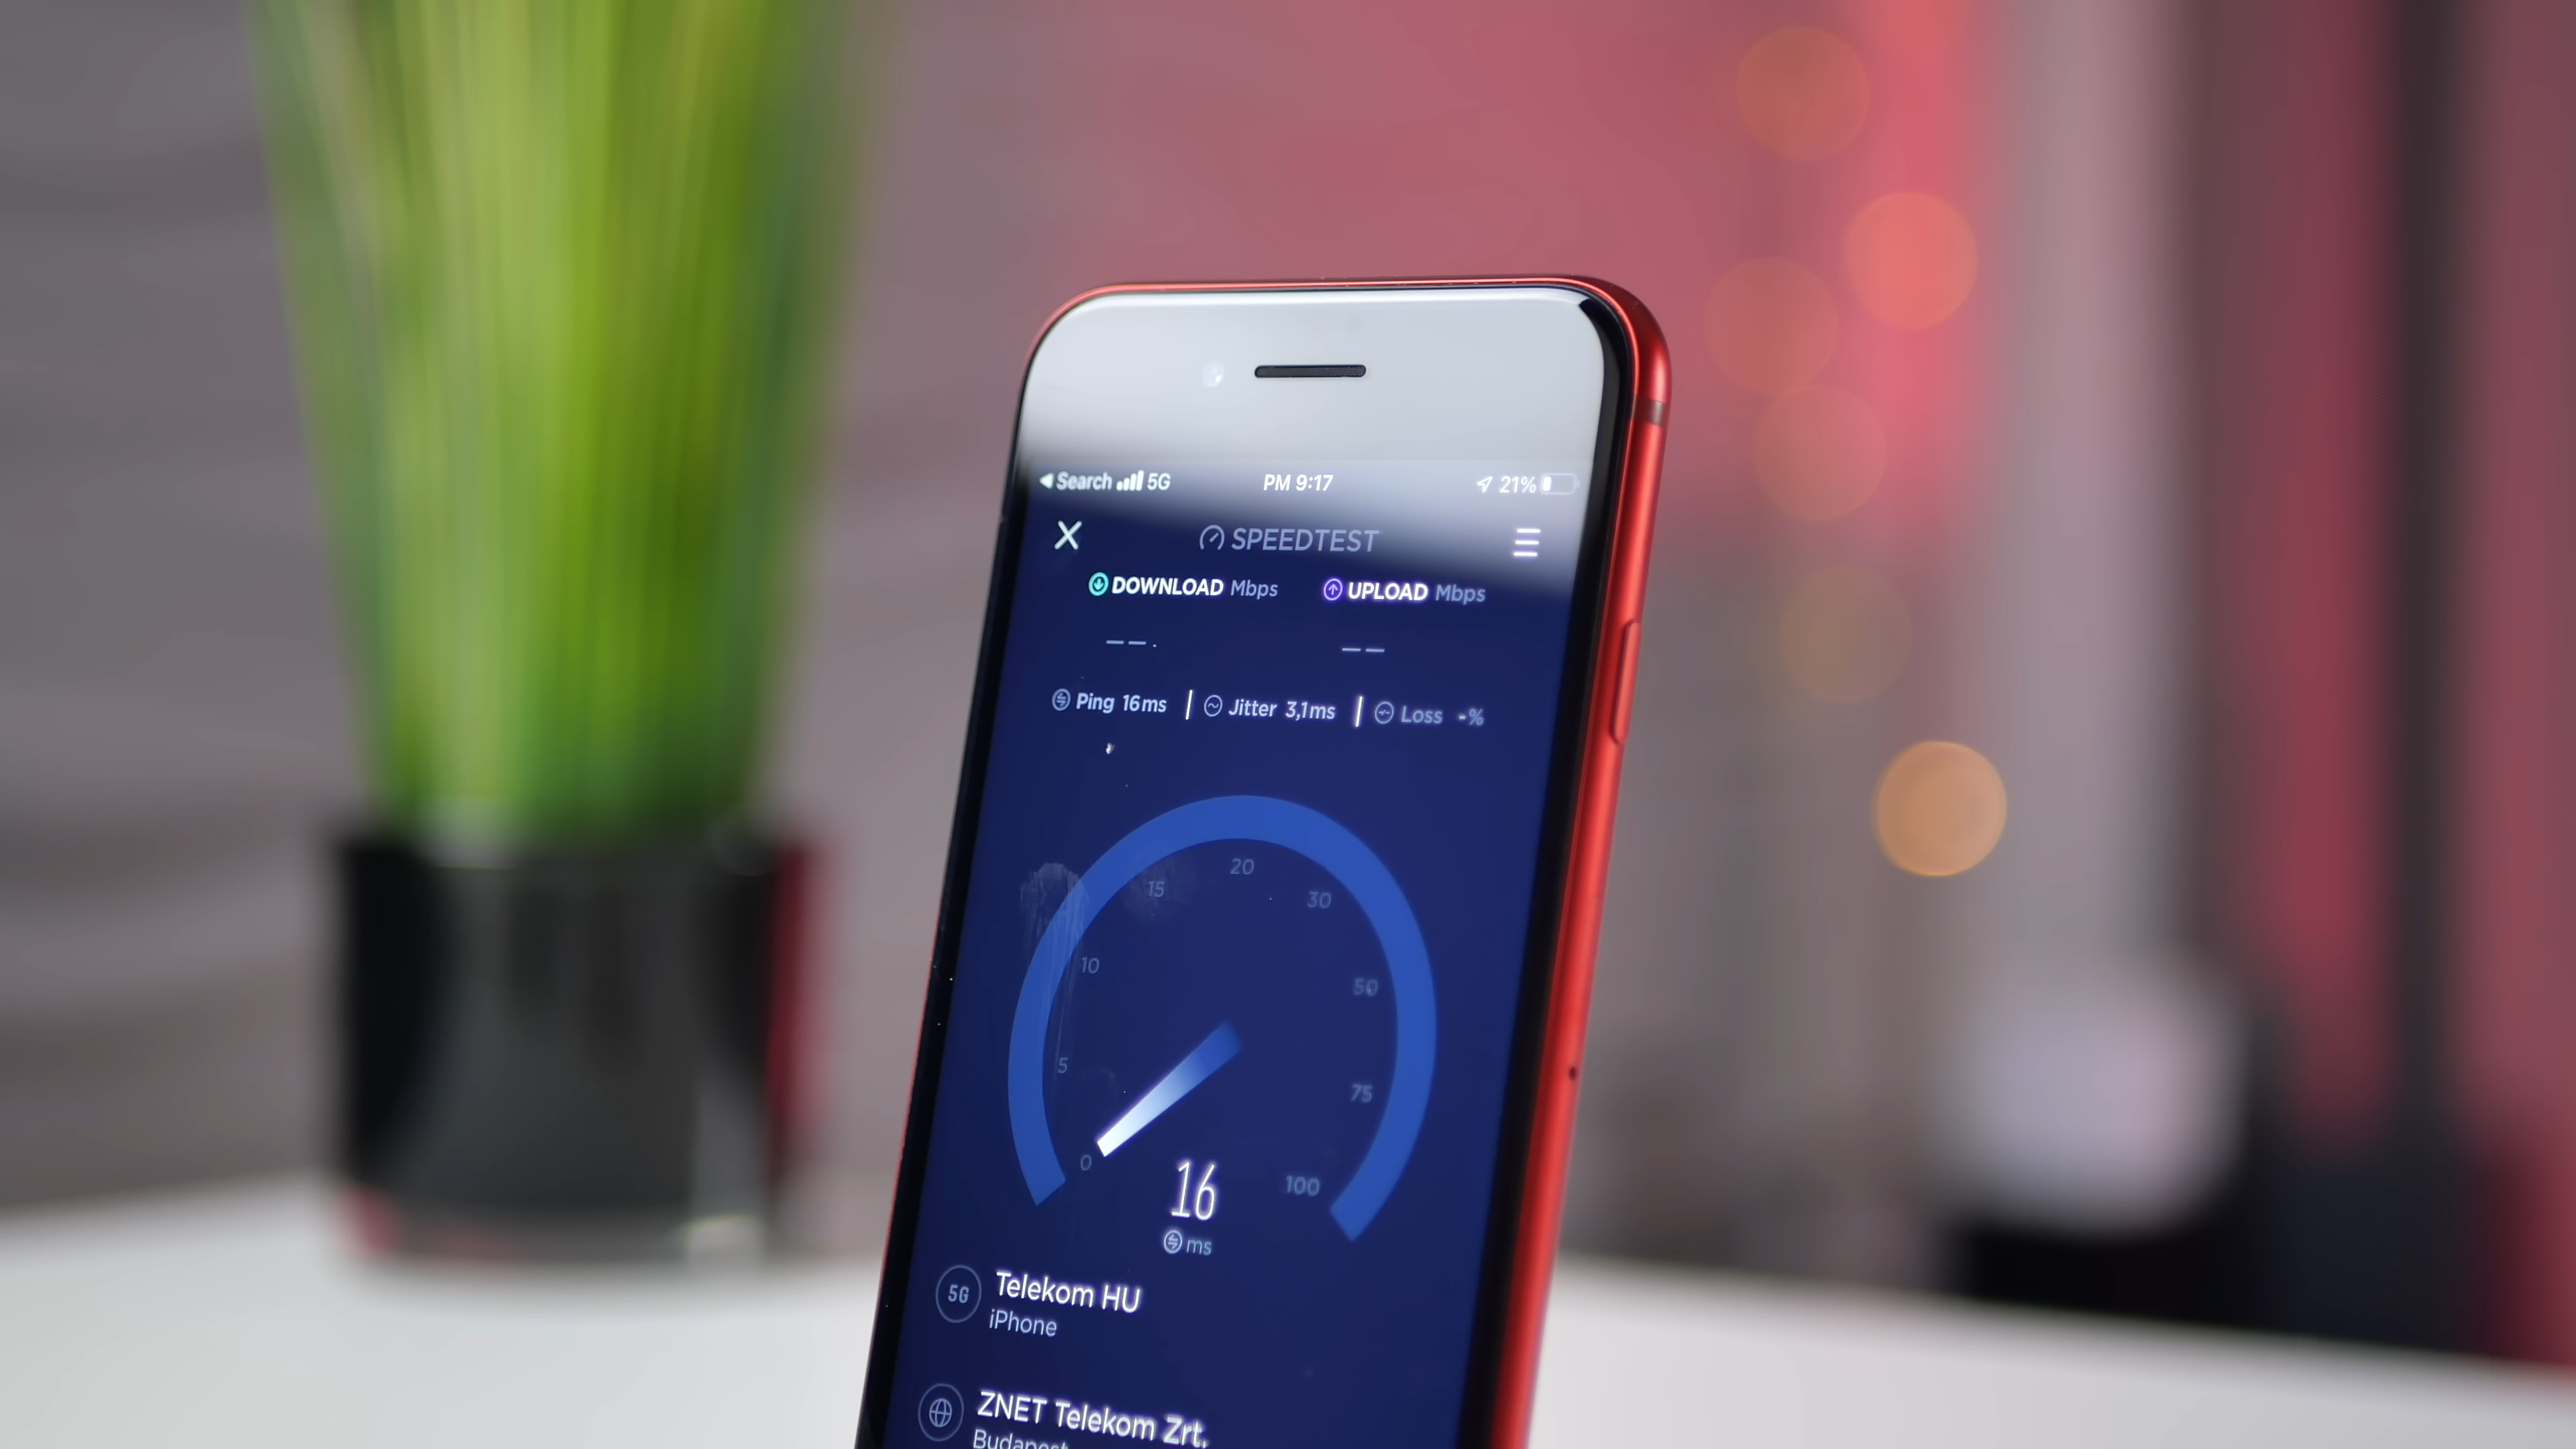 Search 5G PM 9:17 21%
SPEEDTEST
DOWNLOAD Mbps UPLOAD Mbps
-- --
Ping 16ms Jitter 3,1ms Loss -%
20
15 30
10 50
5 75
0 100
16
ms
5G Telekom HU
iPhone
ZNET Telekom Zrt.
Budapest